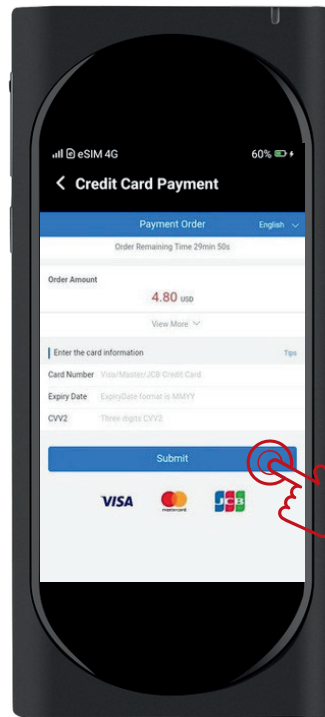 eSIM 4G 60%
Credit Card Payment
Payment Order English
Order Remaining Time 29min 50s
Order Amount
4.80 USD
View More
Enter the card information Tips
Card Number Visa/Master/JCB Credit Card
Expiry Date ExpiryDate format is MMYY
CVV2 Three digits CVV2
Submit
VISA mastercard JCB